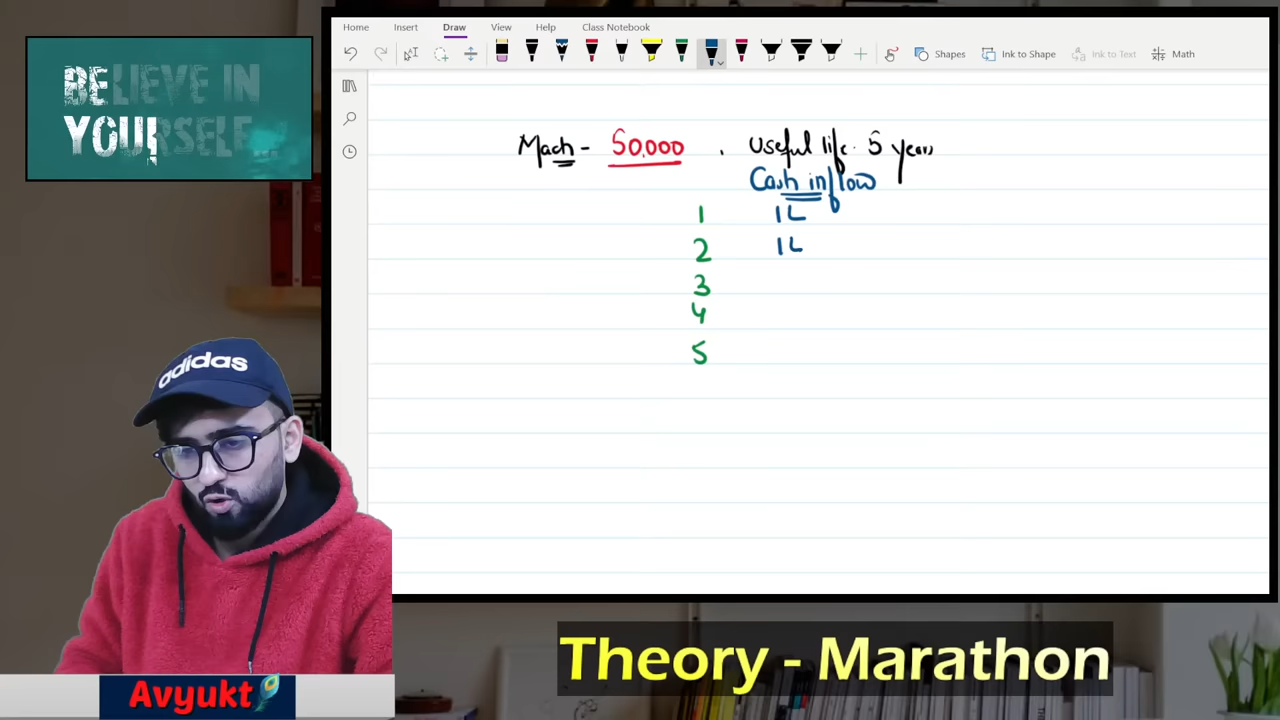 Home Insert Draw View Help Class Notebook
Shapes Ink to Shape Ink to Text Math
BELIEVE IN
YOURSELF...
Mach - 50,000 . Useful life. 5 years
Cash inflow
1 1L
2 1L
3
4
5
adidas
Theory - Marathon
Avyukt